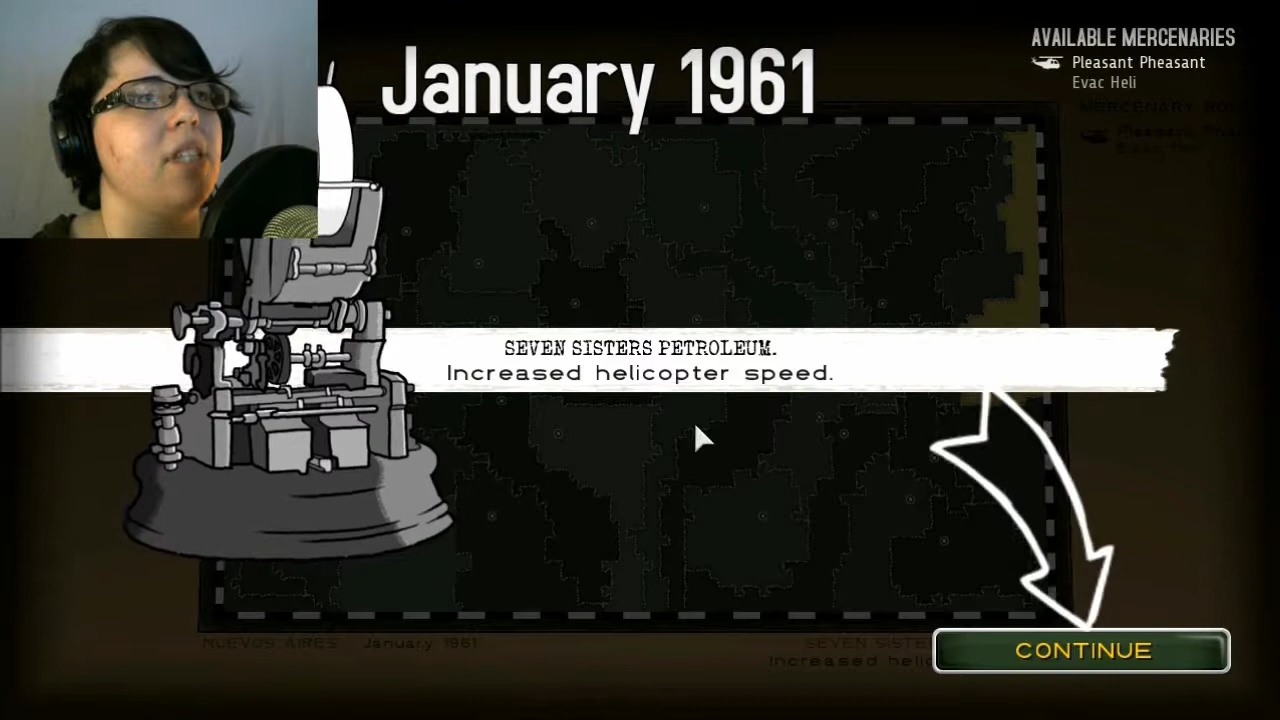 January 1961
AVAILABLE MERCENARIES
Pleasant Pheasant
Evac Heli
SEVEN SISTERS PETROLEUM.
Increased helicopter speed.
CONTINUE
NUEVOS AIRES January 1961